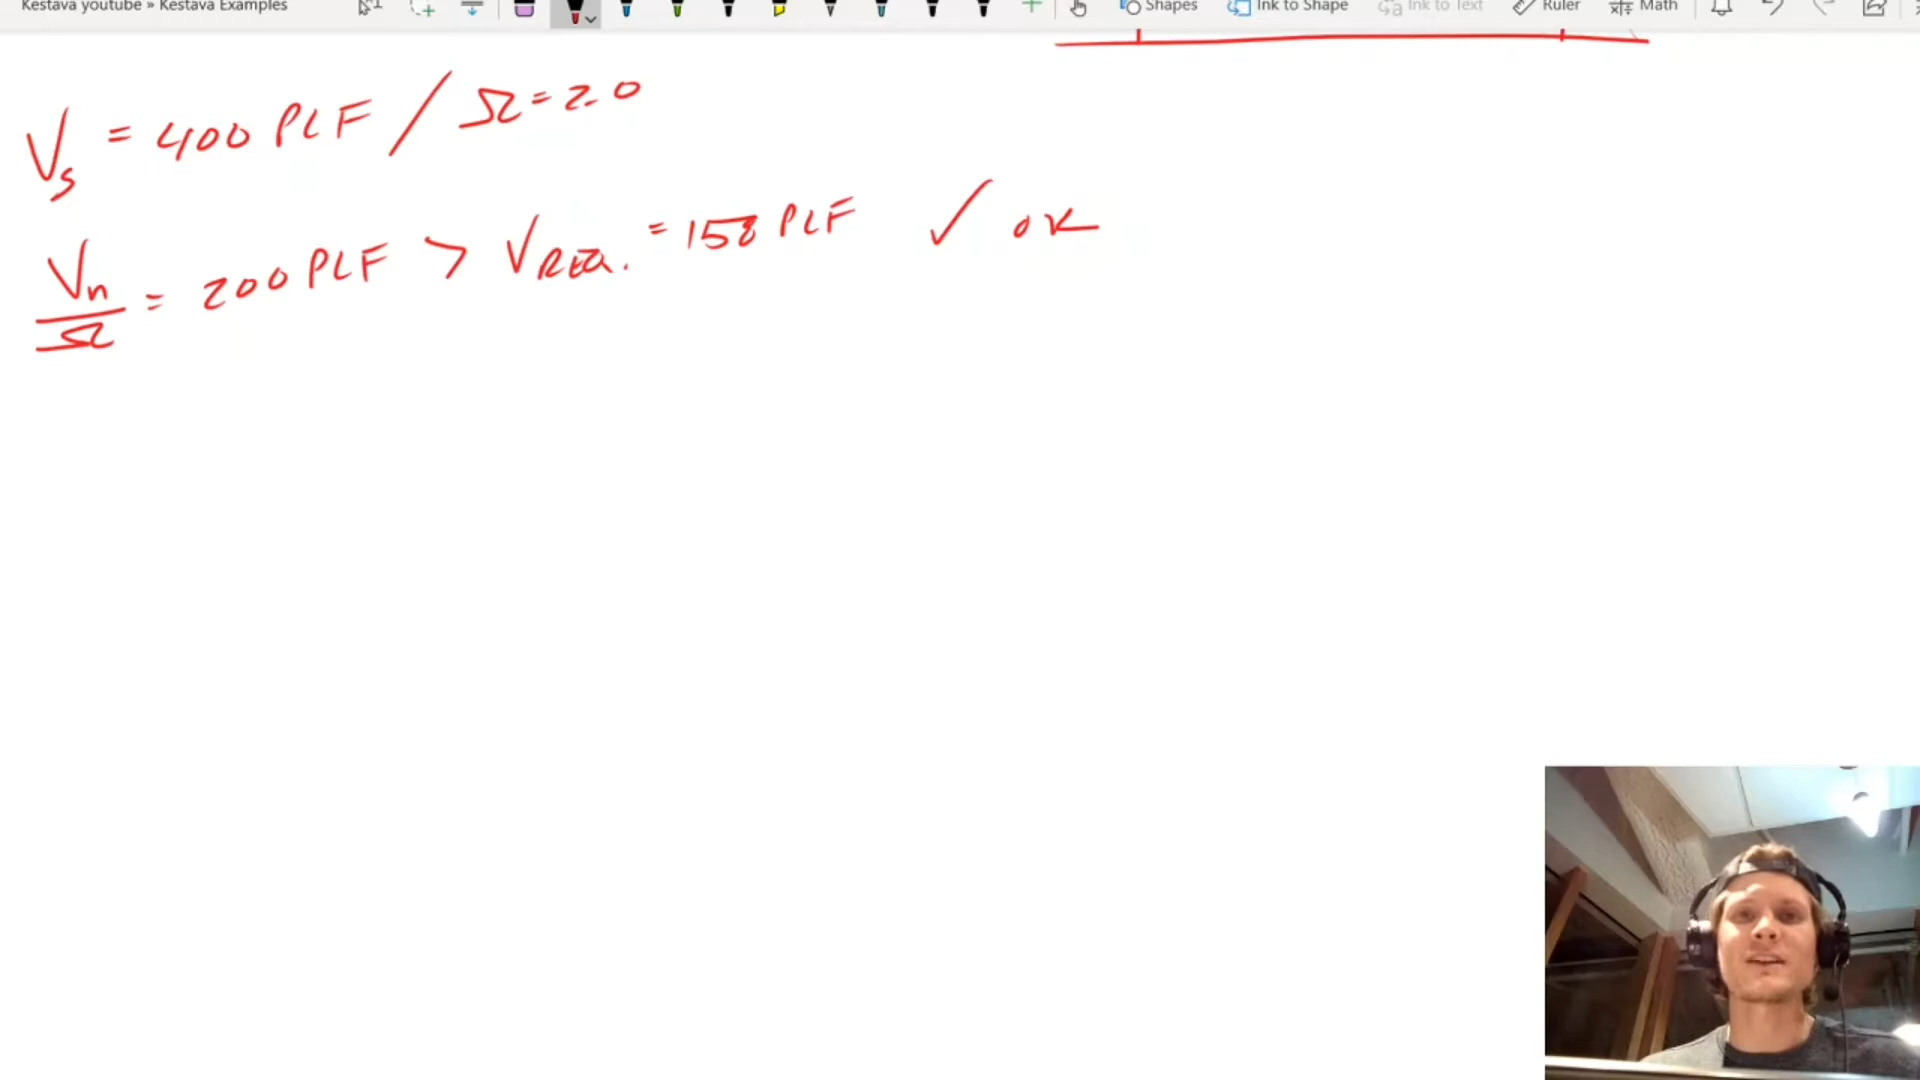 Kestava youtube » Kestava Examples Shapes Ink to Shape Ink to Text Ruler Math
Vs = 400 PLF / Ω = 2.0
Vn/Ω = 200 PLF > VREQ. = 158 PLF ✓ OK